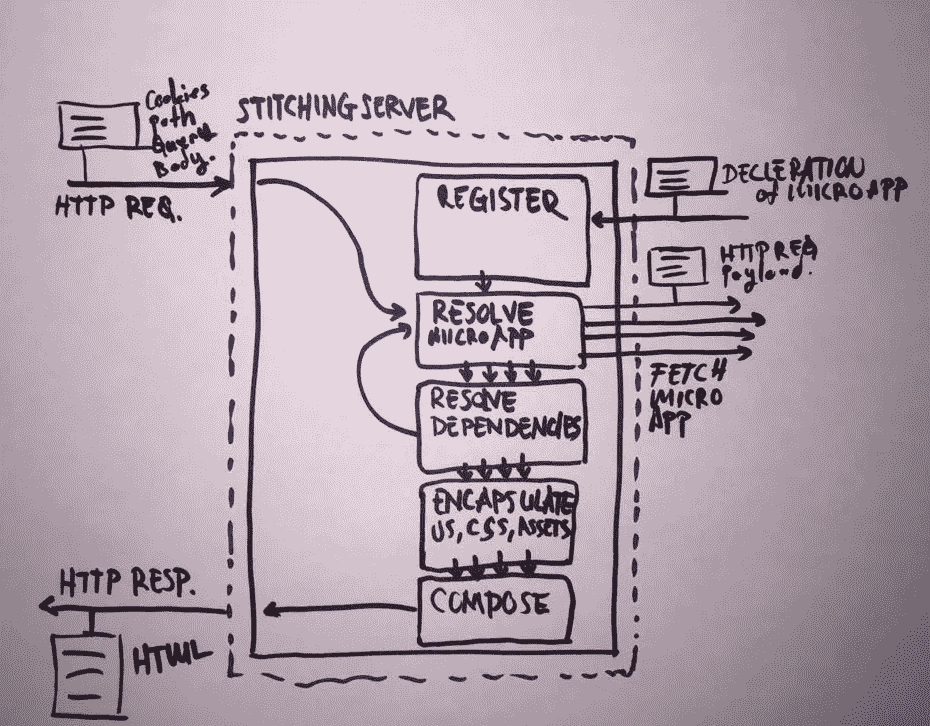 Cookies
Path
Query
Body.
HTTP REQ.
STITCHING SERVER
REGISTER
DECLERATION
of MICRO APP
HTTP REQ
Payload.
RESOLVE
MICRO APP
FETCH
MICRO
APP
RESOLVE
DEPENDENCIES
ENCAPSULATE
JS, CSS, ASSETS
COMPOSE
HTTP RESP.
HTML